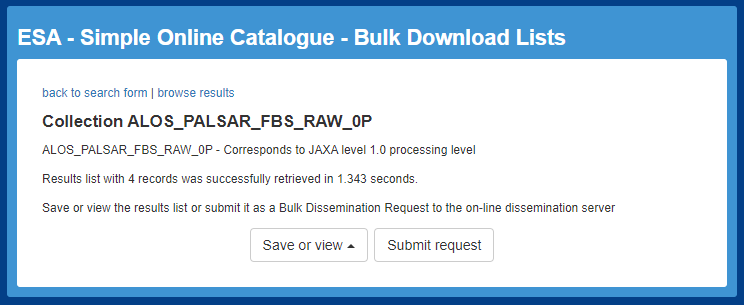 ESA - Simple Online Catalogue - Bulk Download Lists
back to search form | browse results
Collection ALOS_PALSAR_FBS_RAW_0P
ALOS_PALSAR_FBS_RAW_0P - Corresponds to JAXA level 1.0 processing level
Results list with 4 records was successfully retrieved in 1.343 seconds.
Save or view the results list or submit it as a Bulk Dissemination Request to the on-line dissemination server
Save or view Submit request